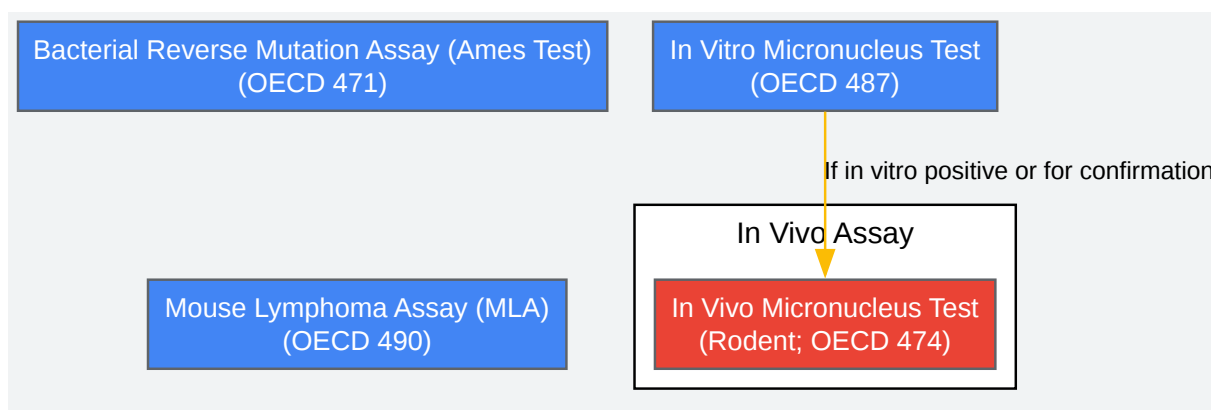 Bacterial Reverse Mutation Assay (Ames Test)
(OECD 471)
In Vitro Micronucleus Test
(OECD 487)
If in vitro positive or for confirmation
In Vivo Assay
Mouse Lymphoma Assay (MLA)
(OECD 490)
In Vivo Micronucleus Test
(Rodent; OECD 474)